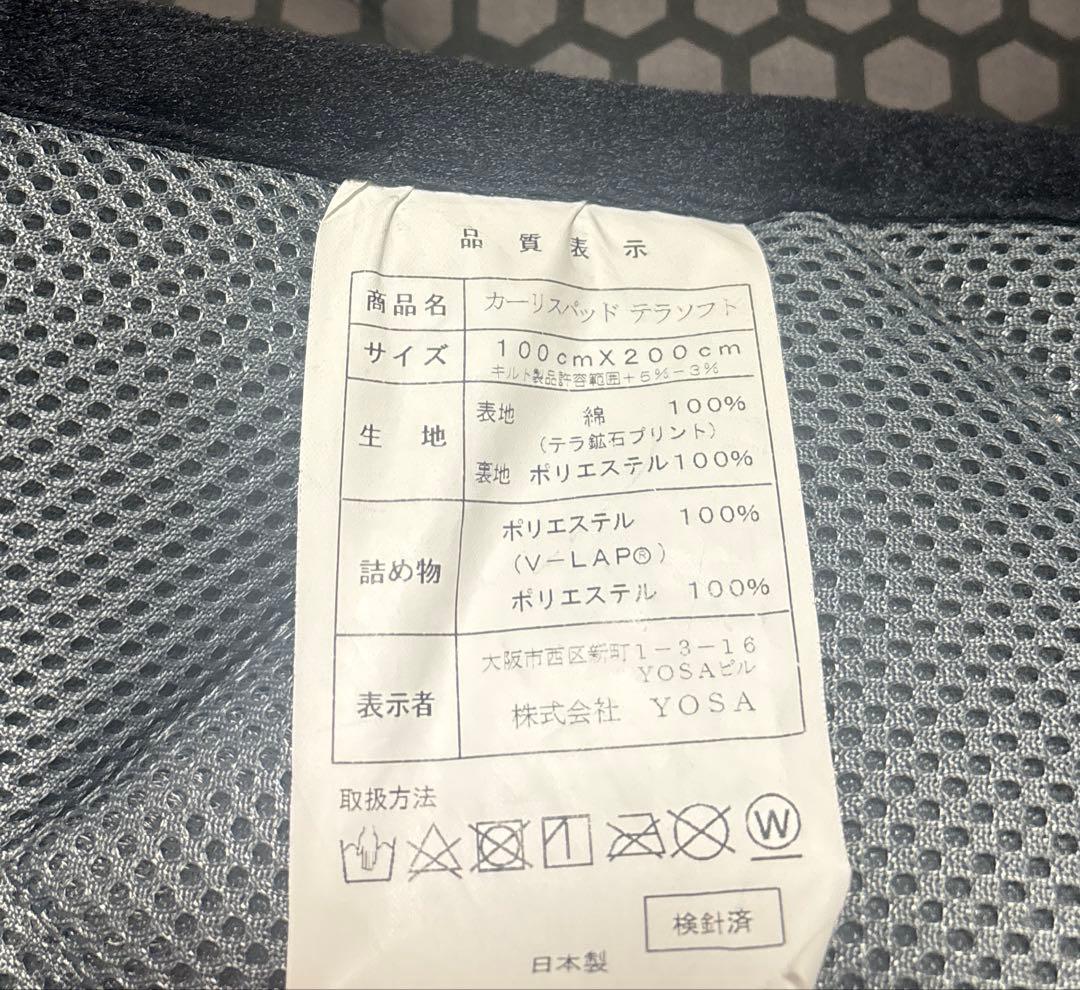 品質表示
商品名 カーリスパッド テラソフト
サイズ 100cmX200cm
キルト製品許容範囲+5%-3%
生地 表地 綿 100%
(テラ鉱石プリント)
裏地 ポリエステル100%
詰め物 ポリエステル 100%
(V-LAP®)
ポリエステル 100%
表示者 大阪市西区新町1-3-16
YOSAビル
株式会社 YOSA
取扱方法
W
検針済
日本製